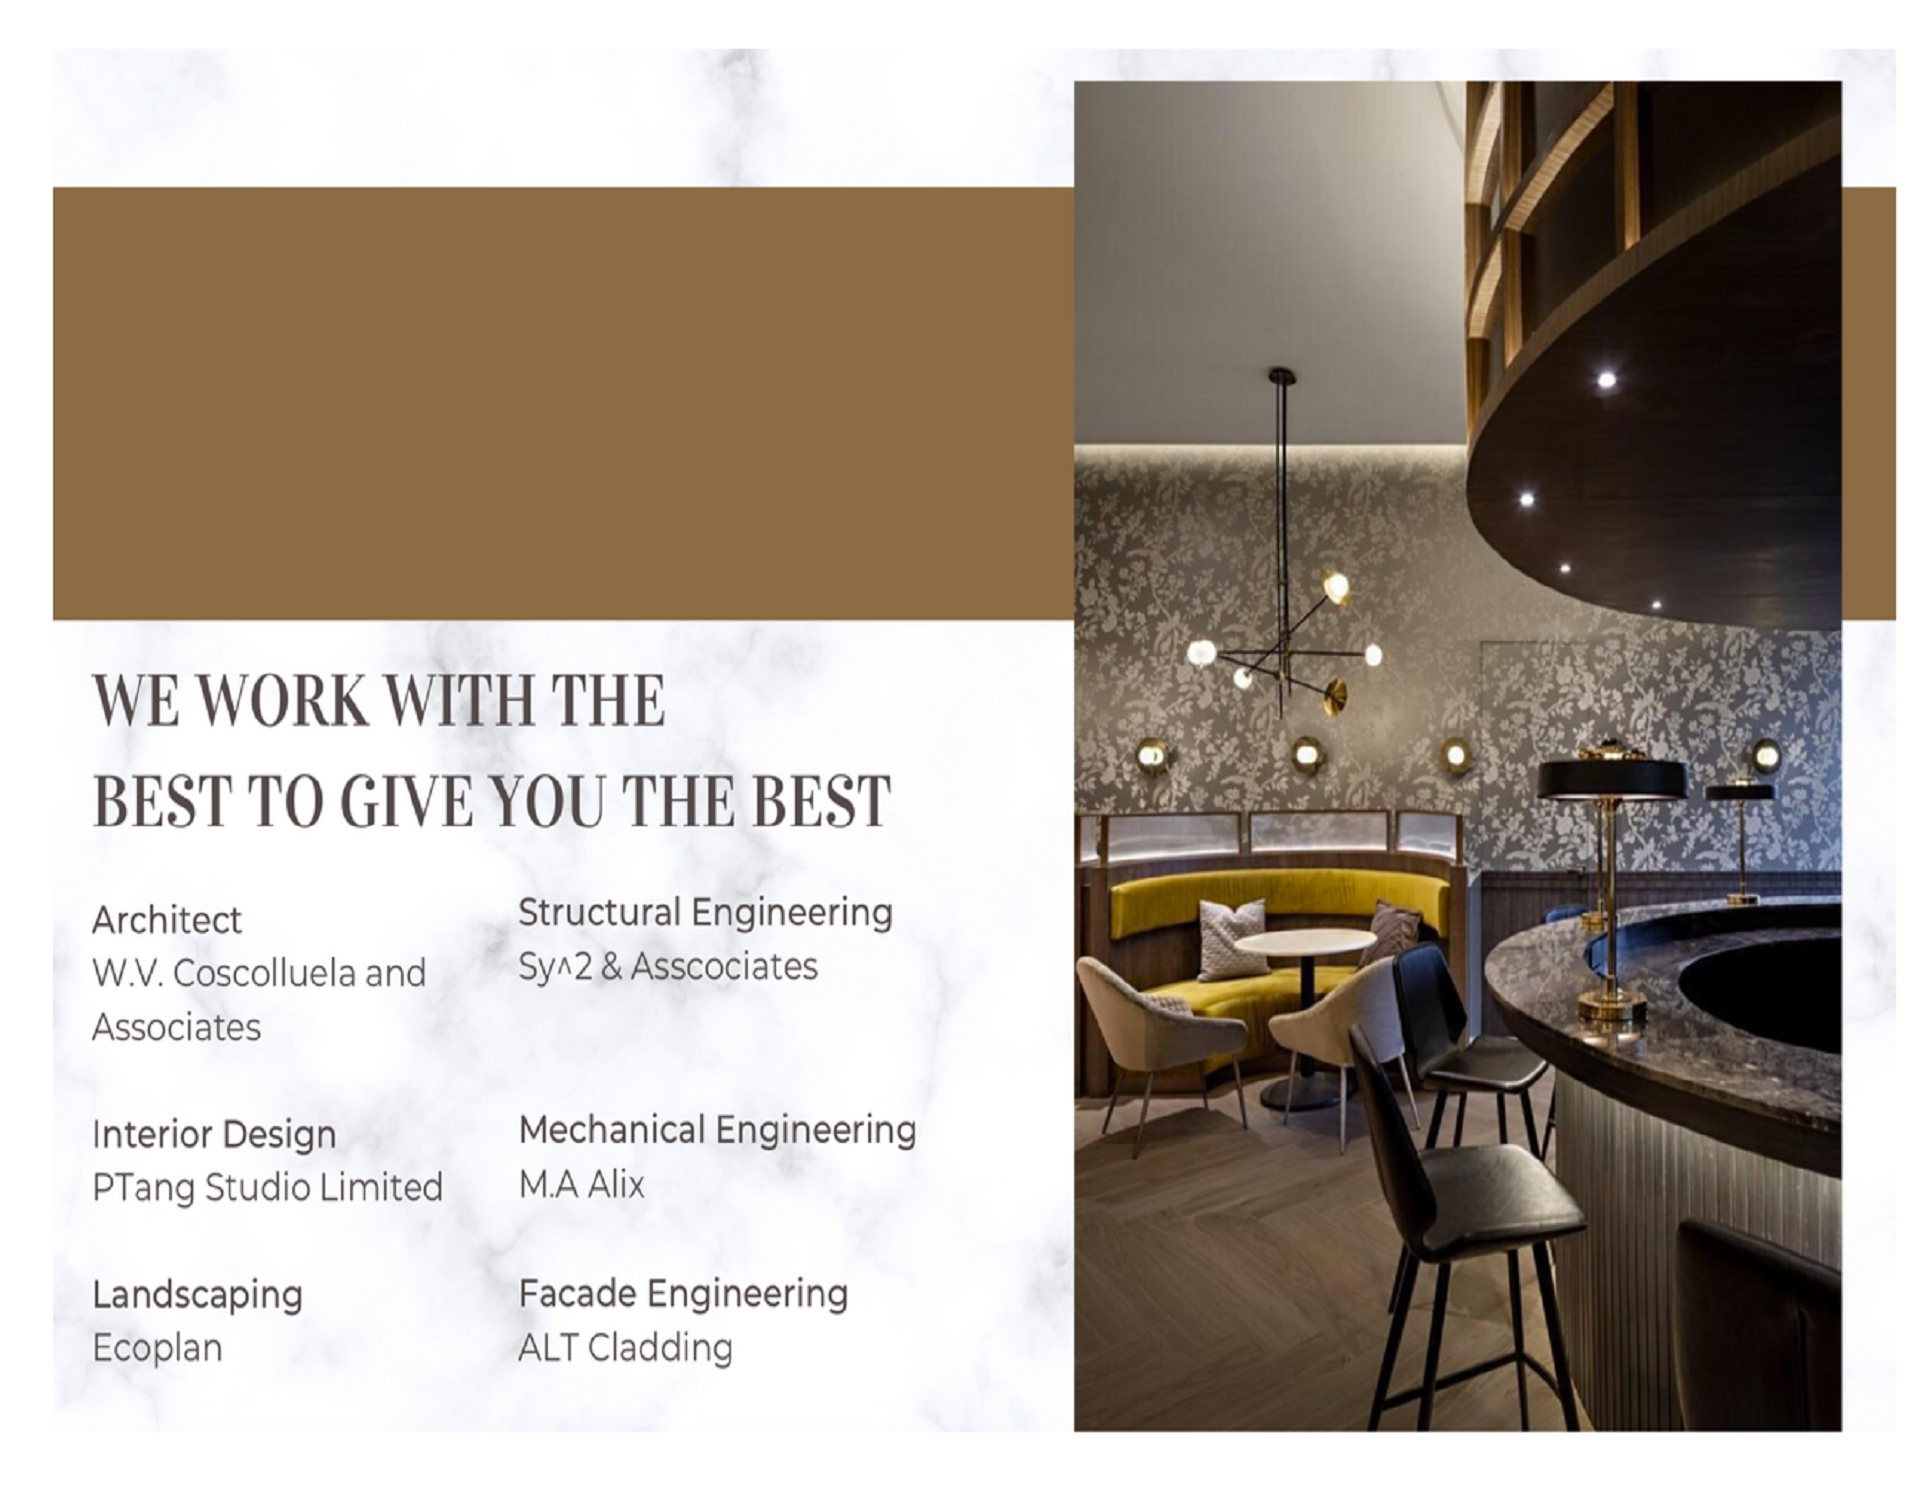 WE WORK WITH THE
BEST TO GIVE YOU THE BEST
Architect
W.V. Coscolluela and
Associates
Structural Engineering
Sy^2 & Asscociates
Interior Design
PTang Studio Limited
Mechanical Engineering
M.A Alix
Landscaping
Ecoplan
Facade Engineering
ALT Cladding